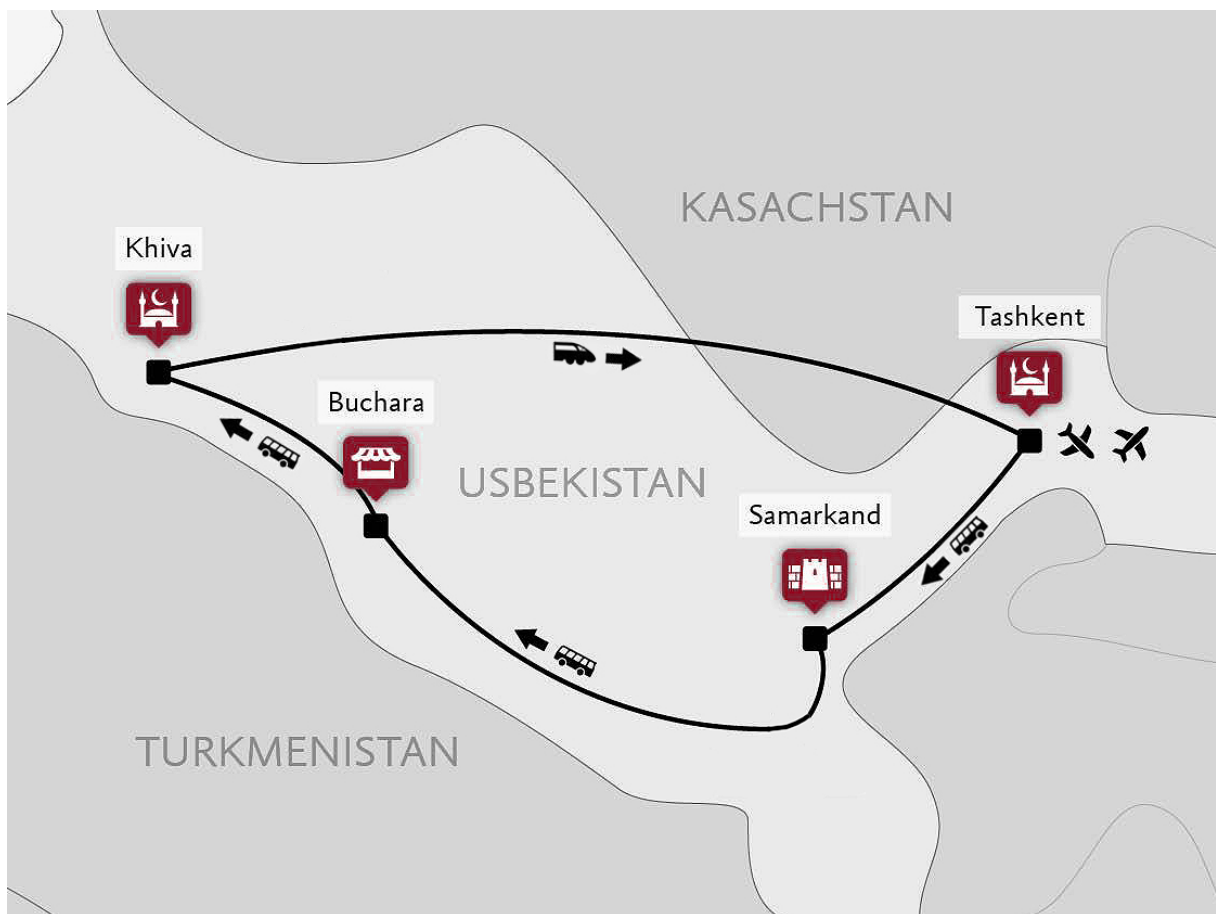 KASACHSTAN
Khiva
Tashkent
Buchara
USBEKISTAN
Samarkand
TURKMENISTAN